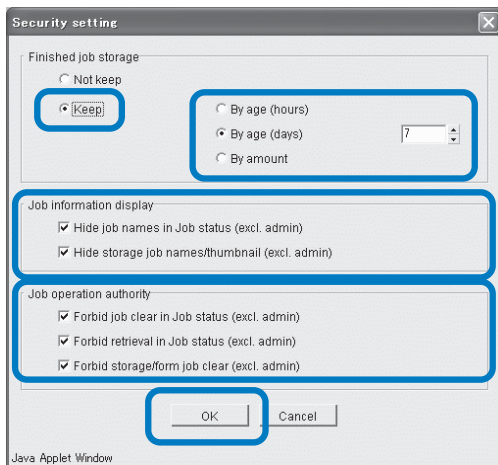 Security setting
Finished job storage
Not keep
Keep
By age (hours)
By age (days)
7
By amount
Job information display
Hide job names in Job status (excl. admin)
Hide storage job names/thumbnail (excl. admin)
Job operation authority
Forbid job clear in Job status (excl. admin)
Forbid retrieval in Job status (excl. admin)
Forbid storage/form job clear (excl. admin)
OK Cancel
Java Applet Window